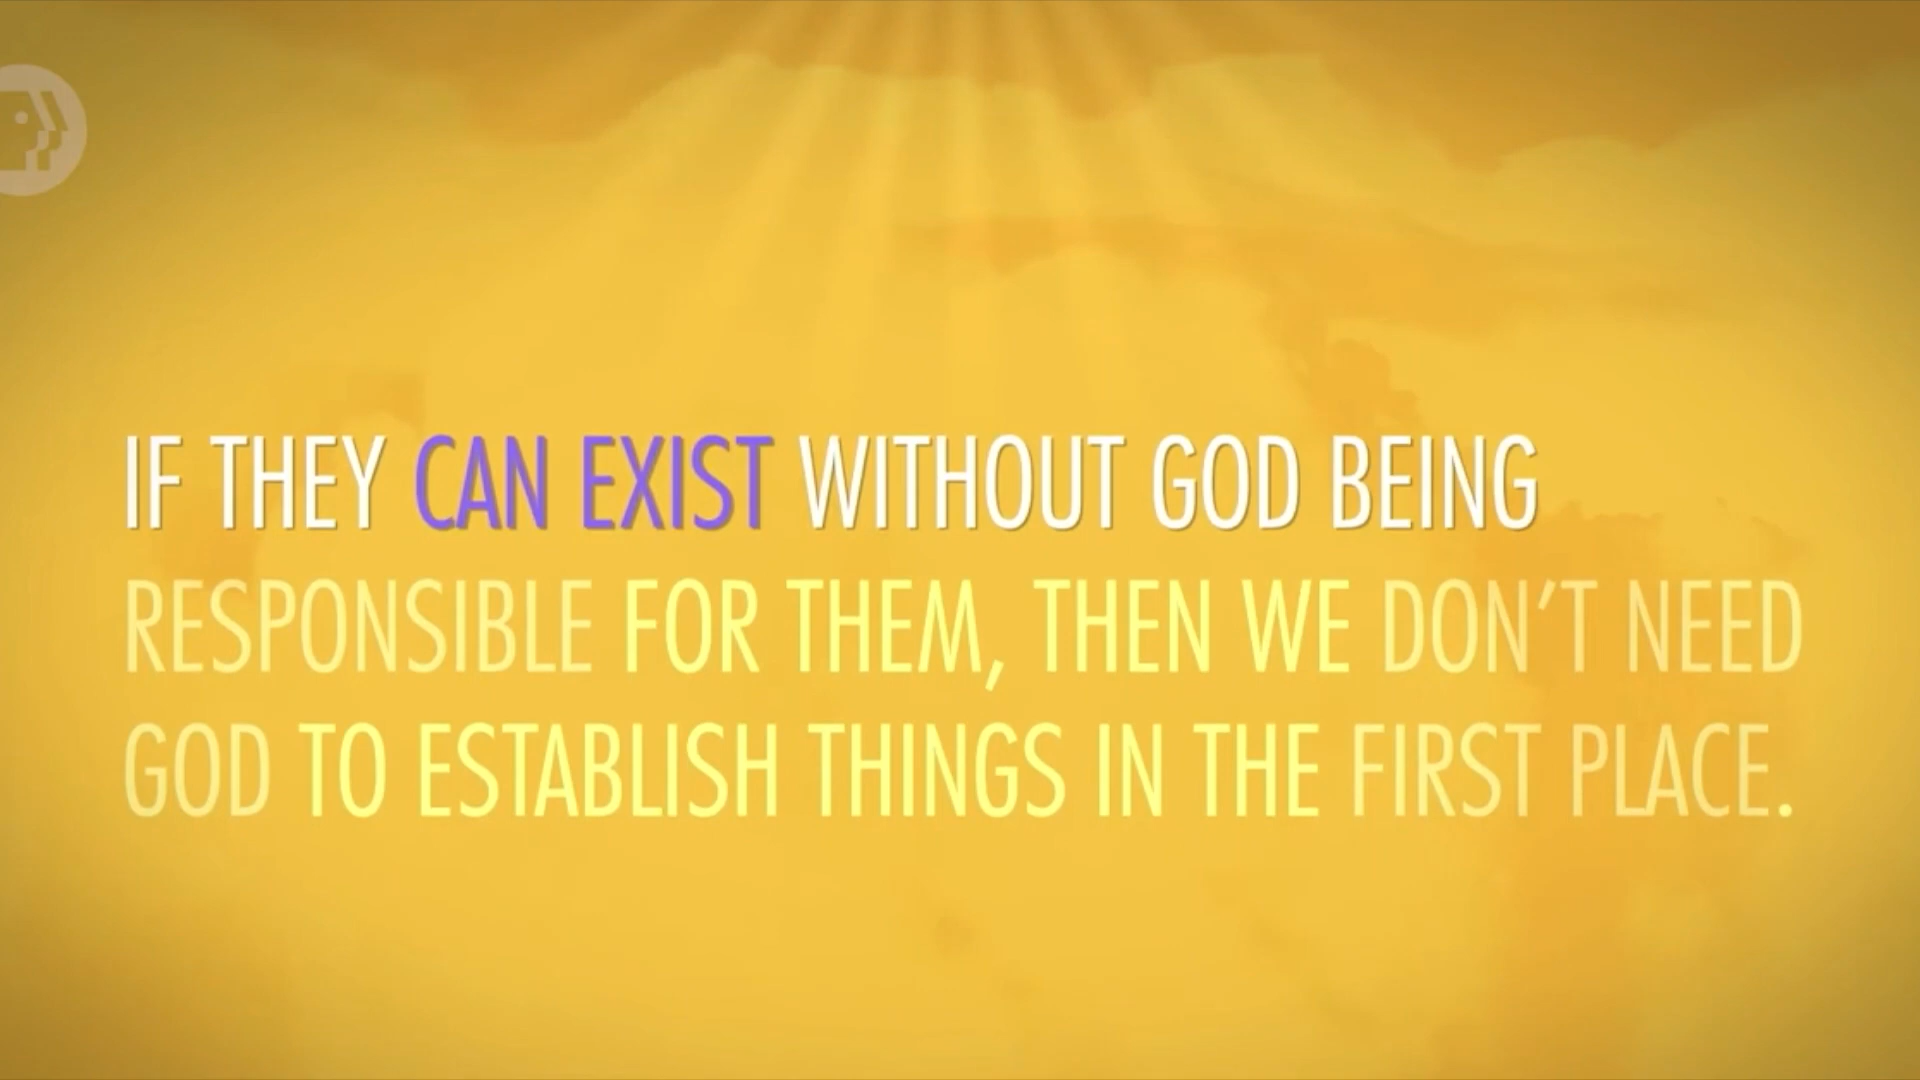 IF THEY CAN EXIST WITHOUT GOD BEING
RESPONSIBLE FOR THEM, THEN WE DON'T NEED
GOD TO ESTABLISH THINGS IN THE FIRST PLACE.